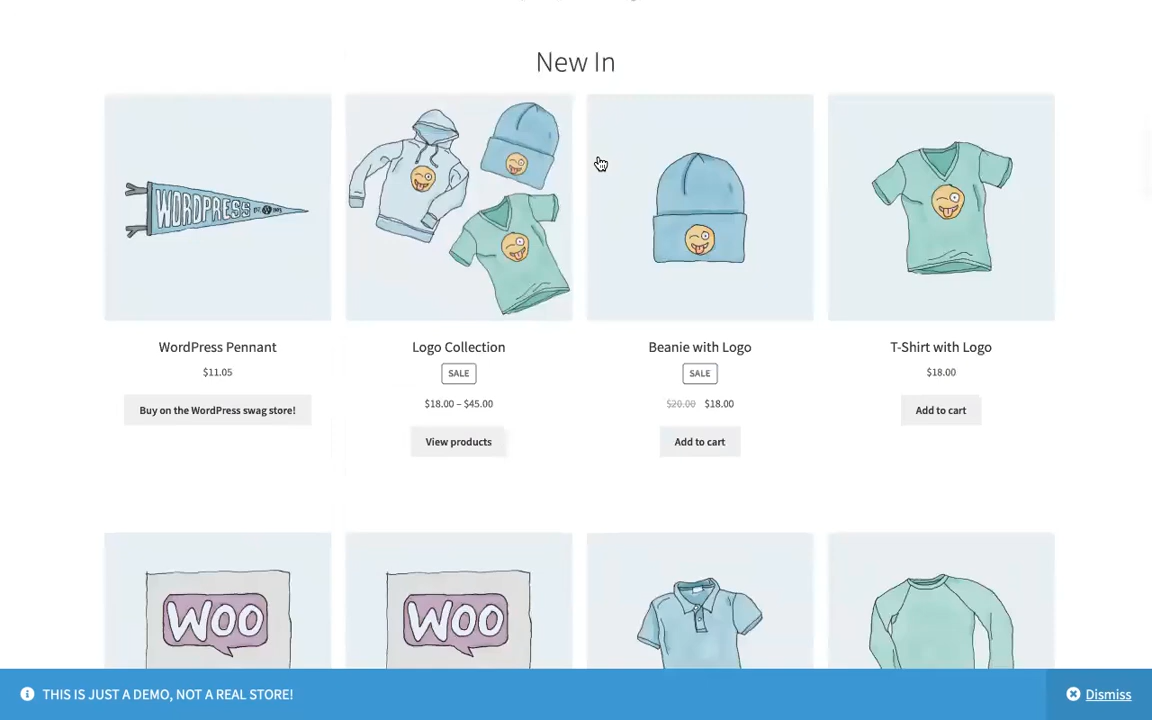 New In
WORDPRESS
WordPress Pennant
$11.05
Buy on the WordPress swag store!
Logo Collection
SALE
$18.00 – $45.00
View products
Beanie with Logo
SALE
$20.00 $18.00
Add to cart
T-Shirt with Logo
$18.00
Add to cart
WOO
WOO
THIS IS JUST A DEMO, NOT A REAL STORE!
Dismiss